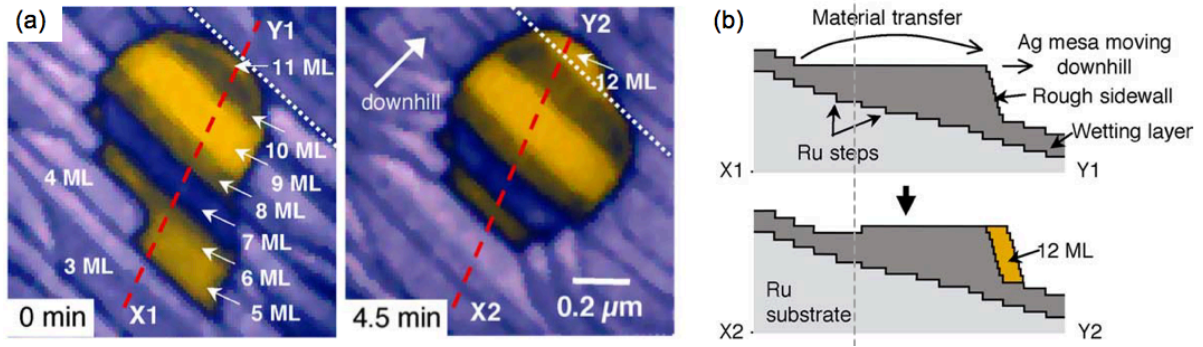 (a)
Y1
11 ML
10 ML
9 ML
8 ML
7 ML
6 ML
5 ML
4 ML
3 ML
X1
0 min
Y2
12 ML
downhill
X2
0.2 µm
4.5 min
(b)
Material transfer
Ag mesa moving
downhill
Rough sidewall
Wetting layer
Ru steps
X1
Y1
12 ML
Ru
substrate
X2
Y2